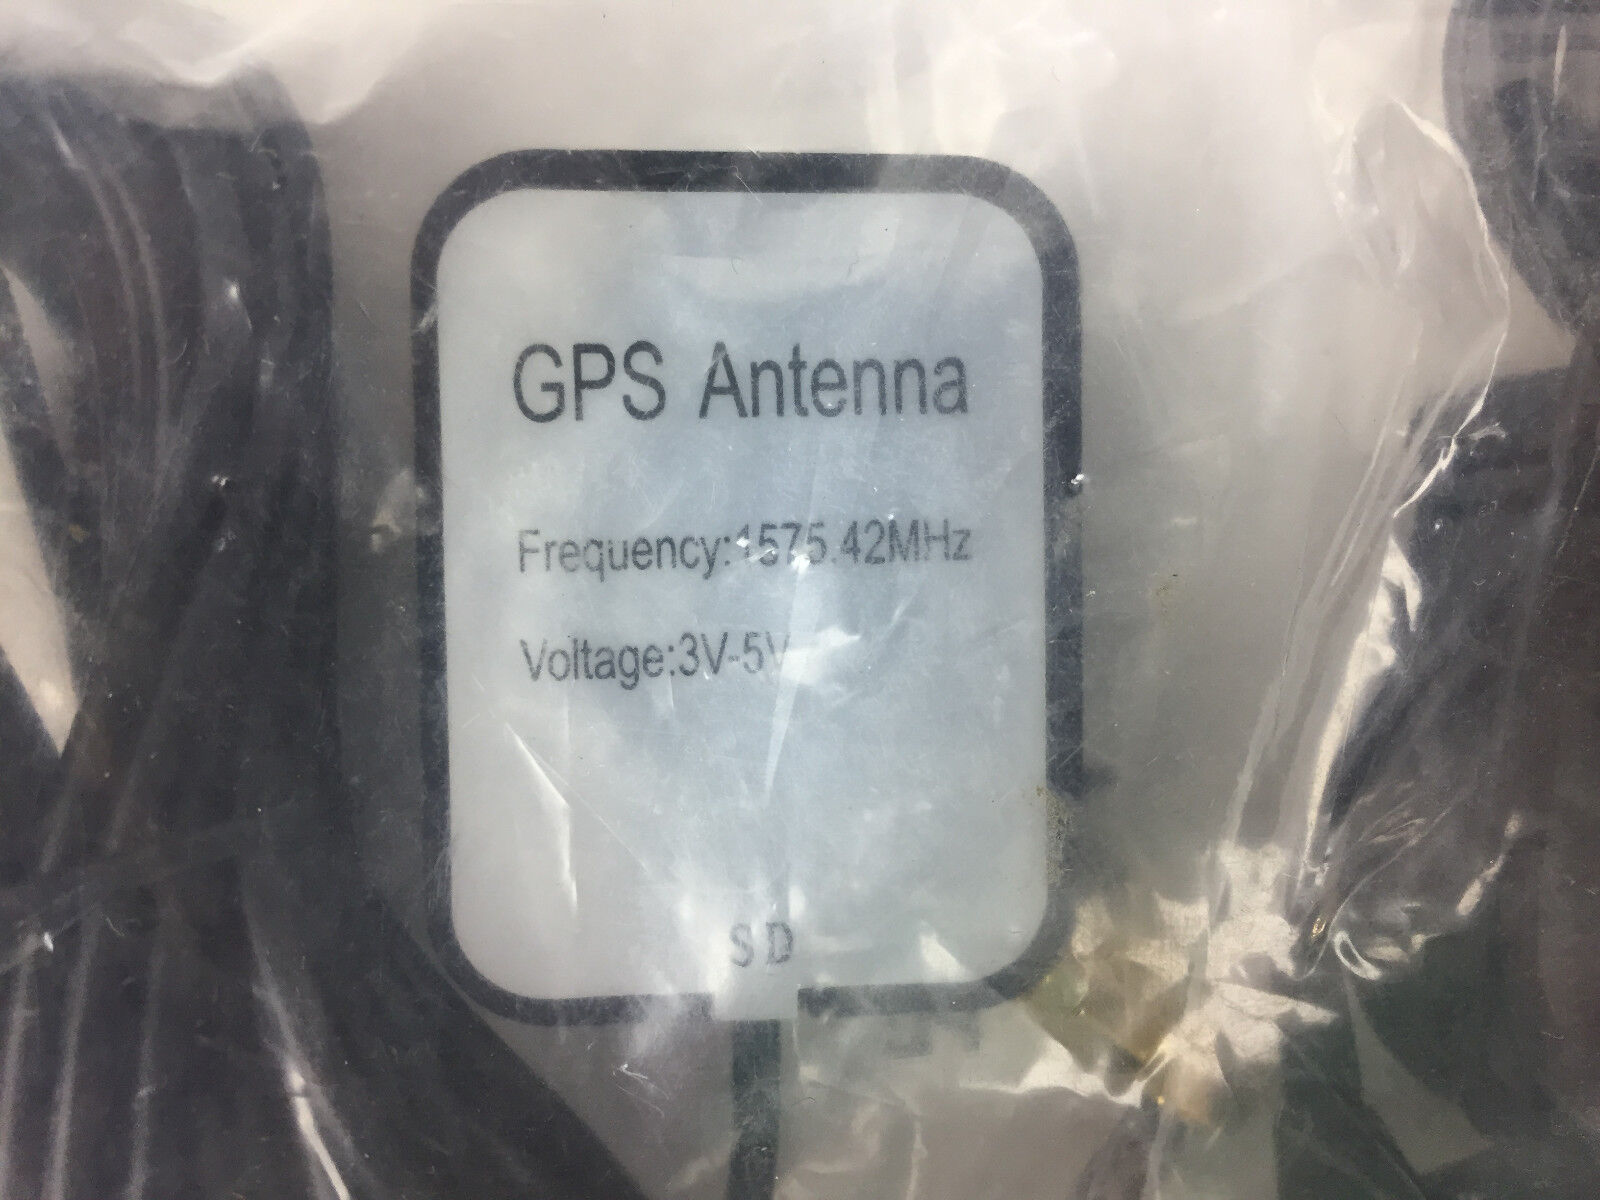 GPS Antenna
Frequency:1575.42MHz
Voltage:3V-5V
SD